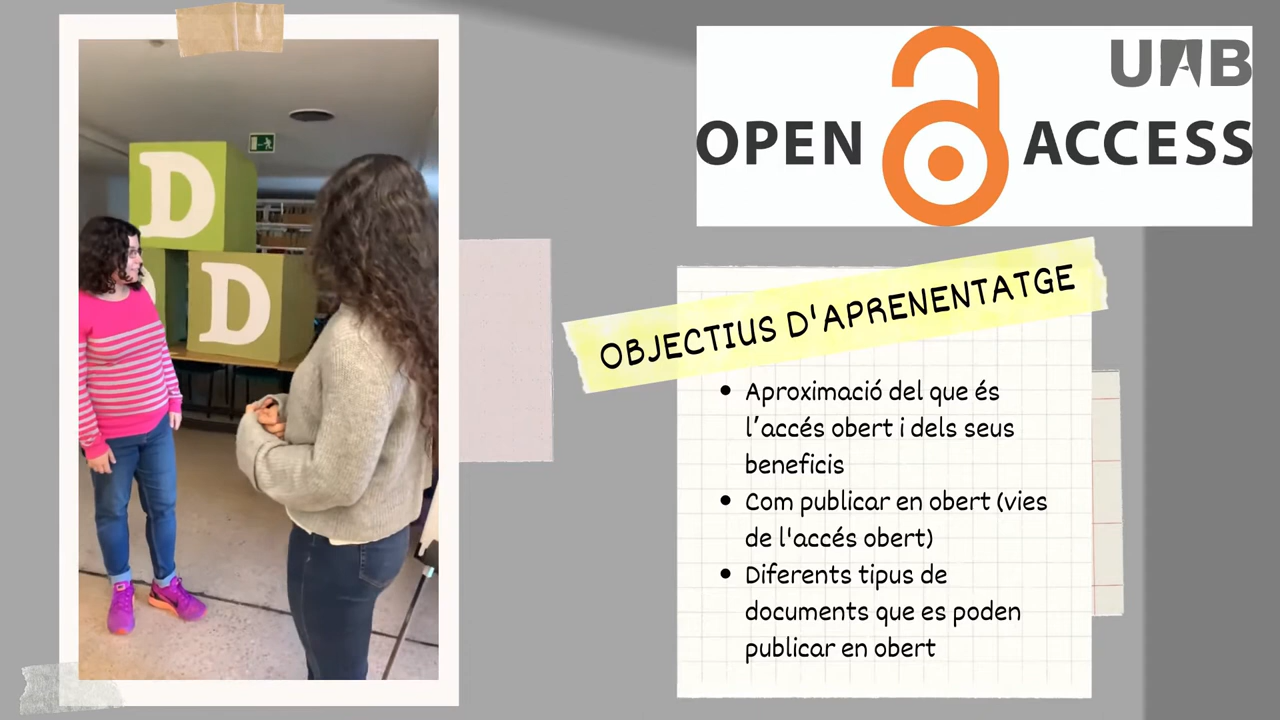 D
D
UAB
OPEN ACCESS
OBJECTIUS D'APRENENTATGE
• Aproximació del que és
l’accés obert i dels seus
beneficis
• Com publicar en obert (vies
de l'accés obert)
• Diferents tipus de
documents que es poden
publicar en obert